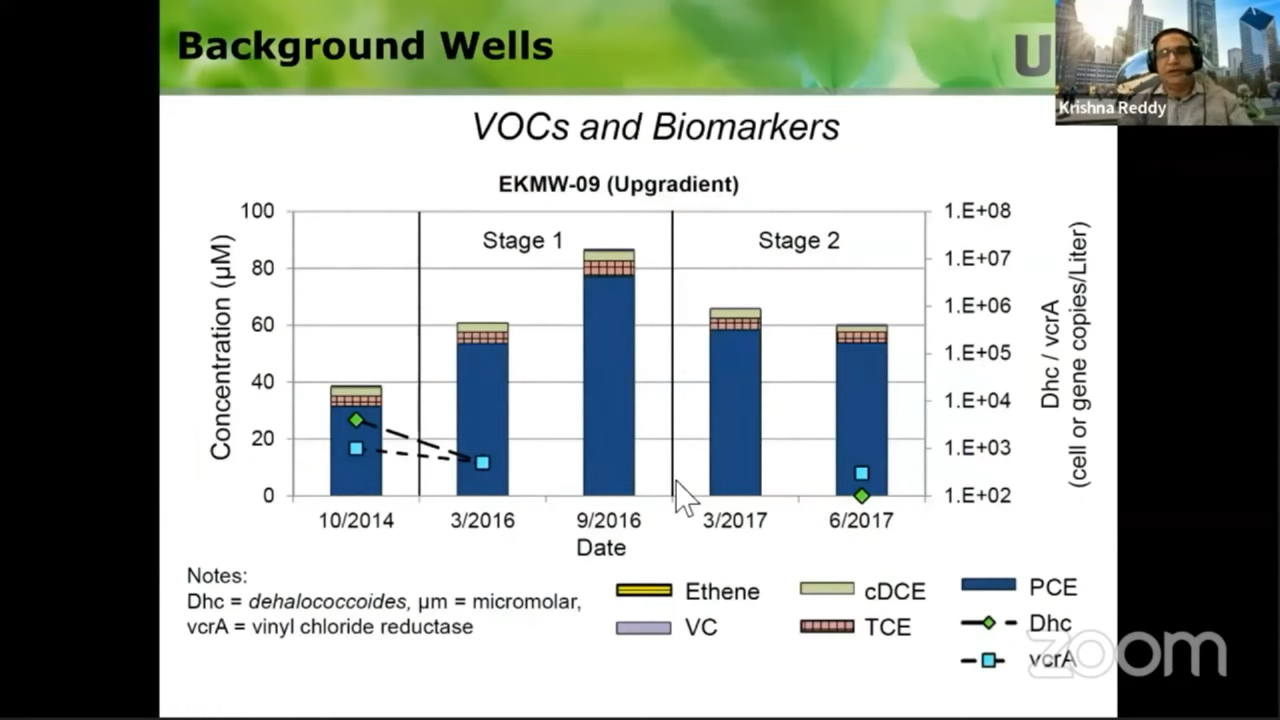 Background Wells
U
Krishna Reddy
VOCs and Biomarkers
EKMW-09 (Upgradient)
100
80
60
40
20
0
Concentration (µM)
Stage 1
Stage 2
1.E+08
1.E+07
1.E+06
1.E+05
1.E+04
1.E+03
1.E+02
Dhc / vcrA
(cell or gene copies/Liter)
10/2014 3/2016 9/2016 3/2017 6/2017
Date
Notes:
Dhc = dehalococcoides, µm = micromolar,
vcrA = vinyl chloride reductase
Ethene cDCE PCE
VC TCE Dhc
vcrA
zoom